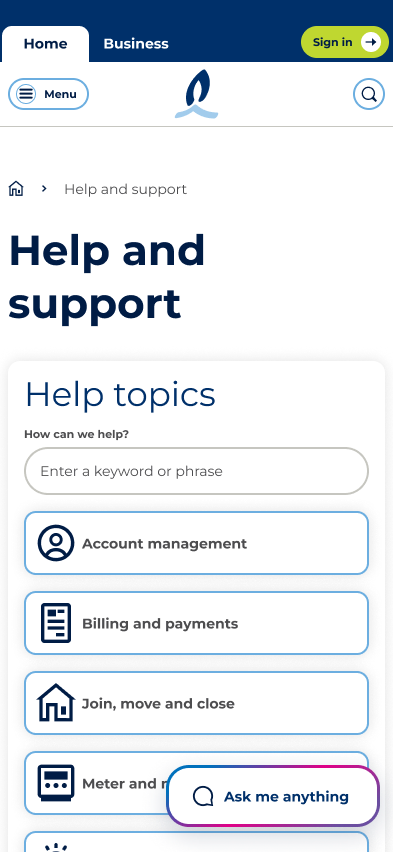 Home
Business
Sign in
Menu
Help and support
Help and
support
Help topics
How can we help?
Enter a keyword or phrase
Account management
Billing and payments
Join, move and close
Meter and
Ask me anything